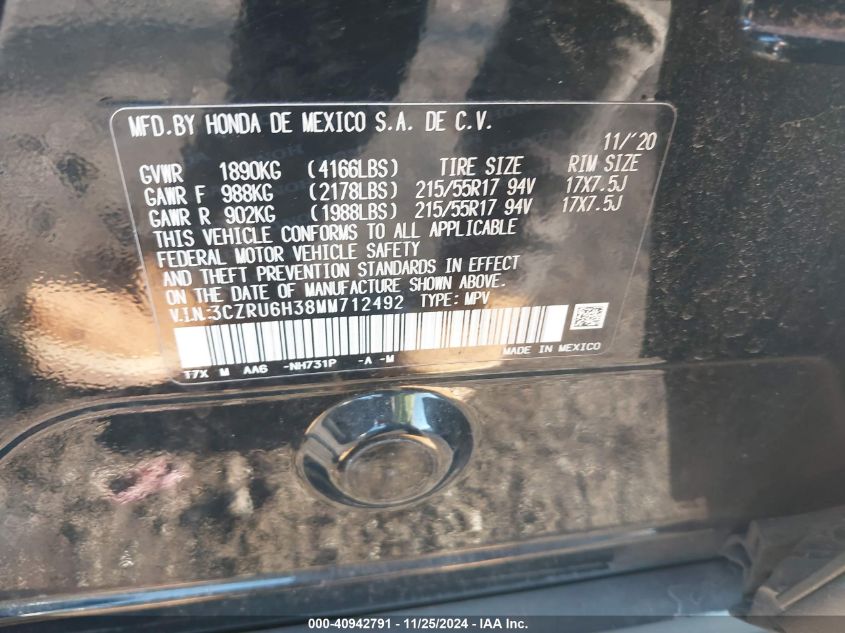 MFD.BY HONDA DE MEXICO S.A. DE C.V.
11/'20
GVWR 1890KG (4166LBS) TIRE SIZE RIM SIZE
GAWR F 988KG (2178LBS) 215/55R17 94V 17X7.5J
GAWR R 902KG (1988LBS) 215/55R17 94V 17X7.5J
THIS VEHICLE CONFORMS TO ALL APPLICABLE
FEDERAL MOTOR VEHICLE SAFETY
AND THEFT PREVENTION STANDARDS IN EFFECT
ON THE DATE OF MANUFACTURE SHOWN ABOVE.
V.I.N:3CZRU6H38MM712492 TYPE: MPV
MADE IN MEXICO
T7X M AA6 -NH731P -A -M
000-40942791 - 11/25/2024 - IAA Inc.